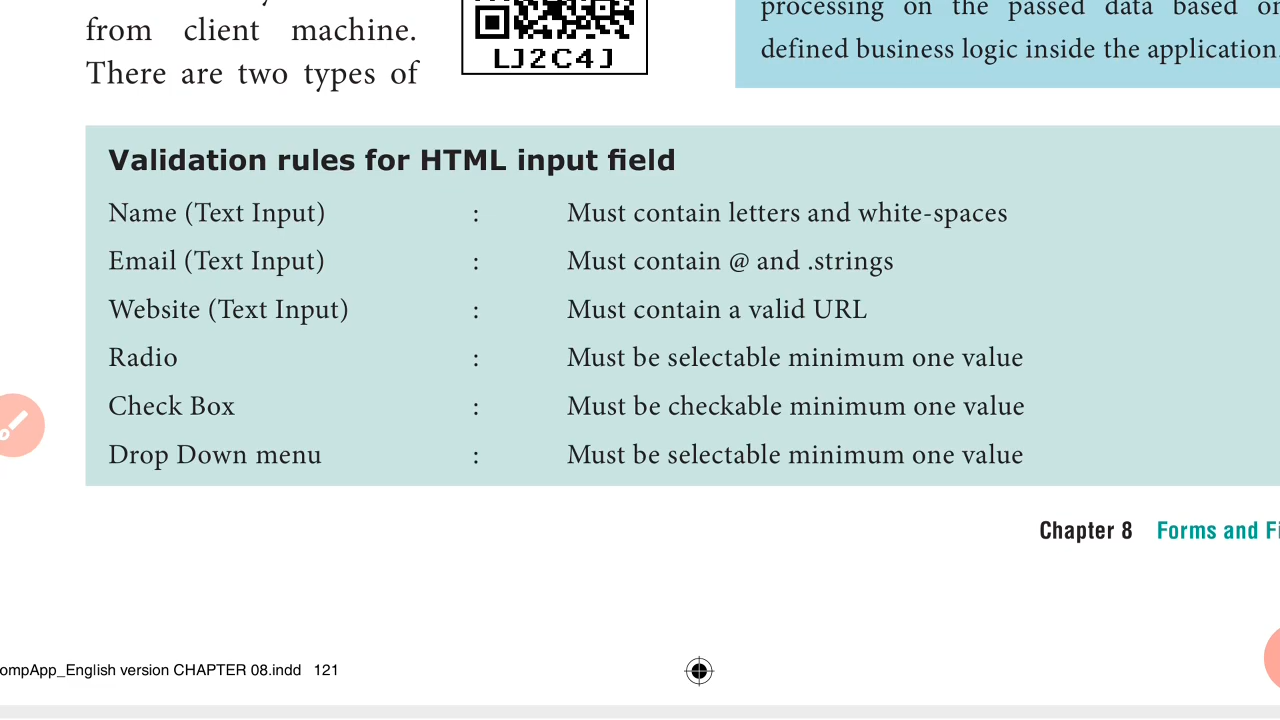 from client machine.
There are two types of
LJ2C4J
processing on the passed data based
defined business logic inside the application.
Validation rules for HTML input field
Name (Text Input) : Must contain letters and white-spaces
Email (Text Input) : Must contain @ and .strings
Website (Text Input) : Must contain a valid URL
Radio : Must be selectable minimum one value
Check Box : Must be checkable minimum one value
Drop Down menu : Must be selectable minimum one value
Chapter 8 Forms and
ompApp_English version CHAPTER 08.indd 121